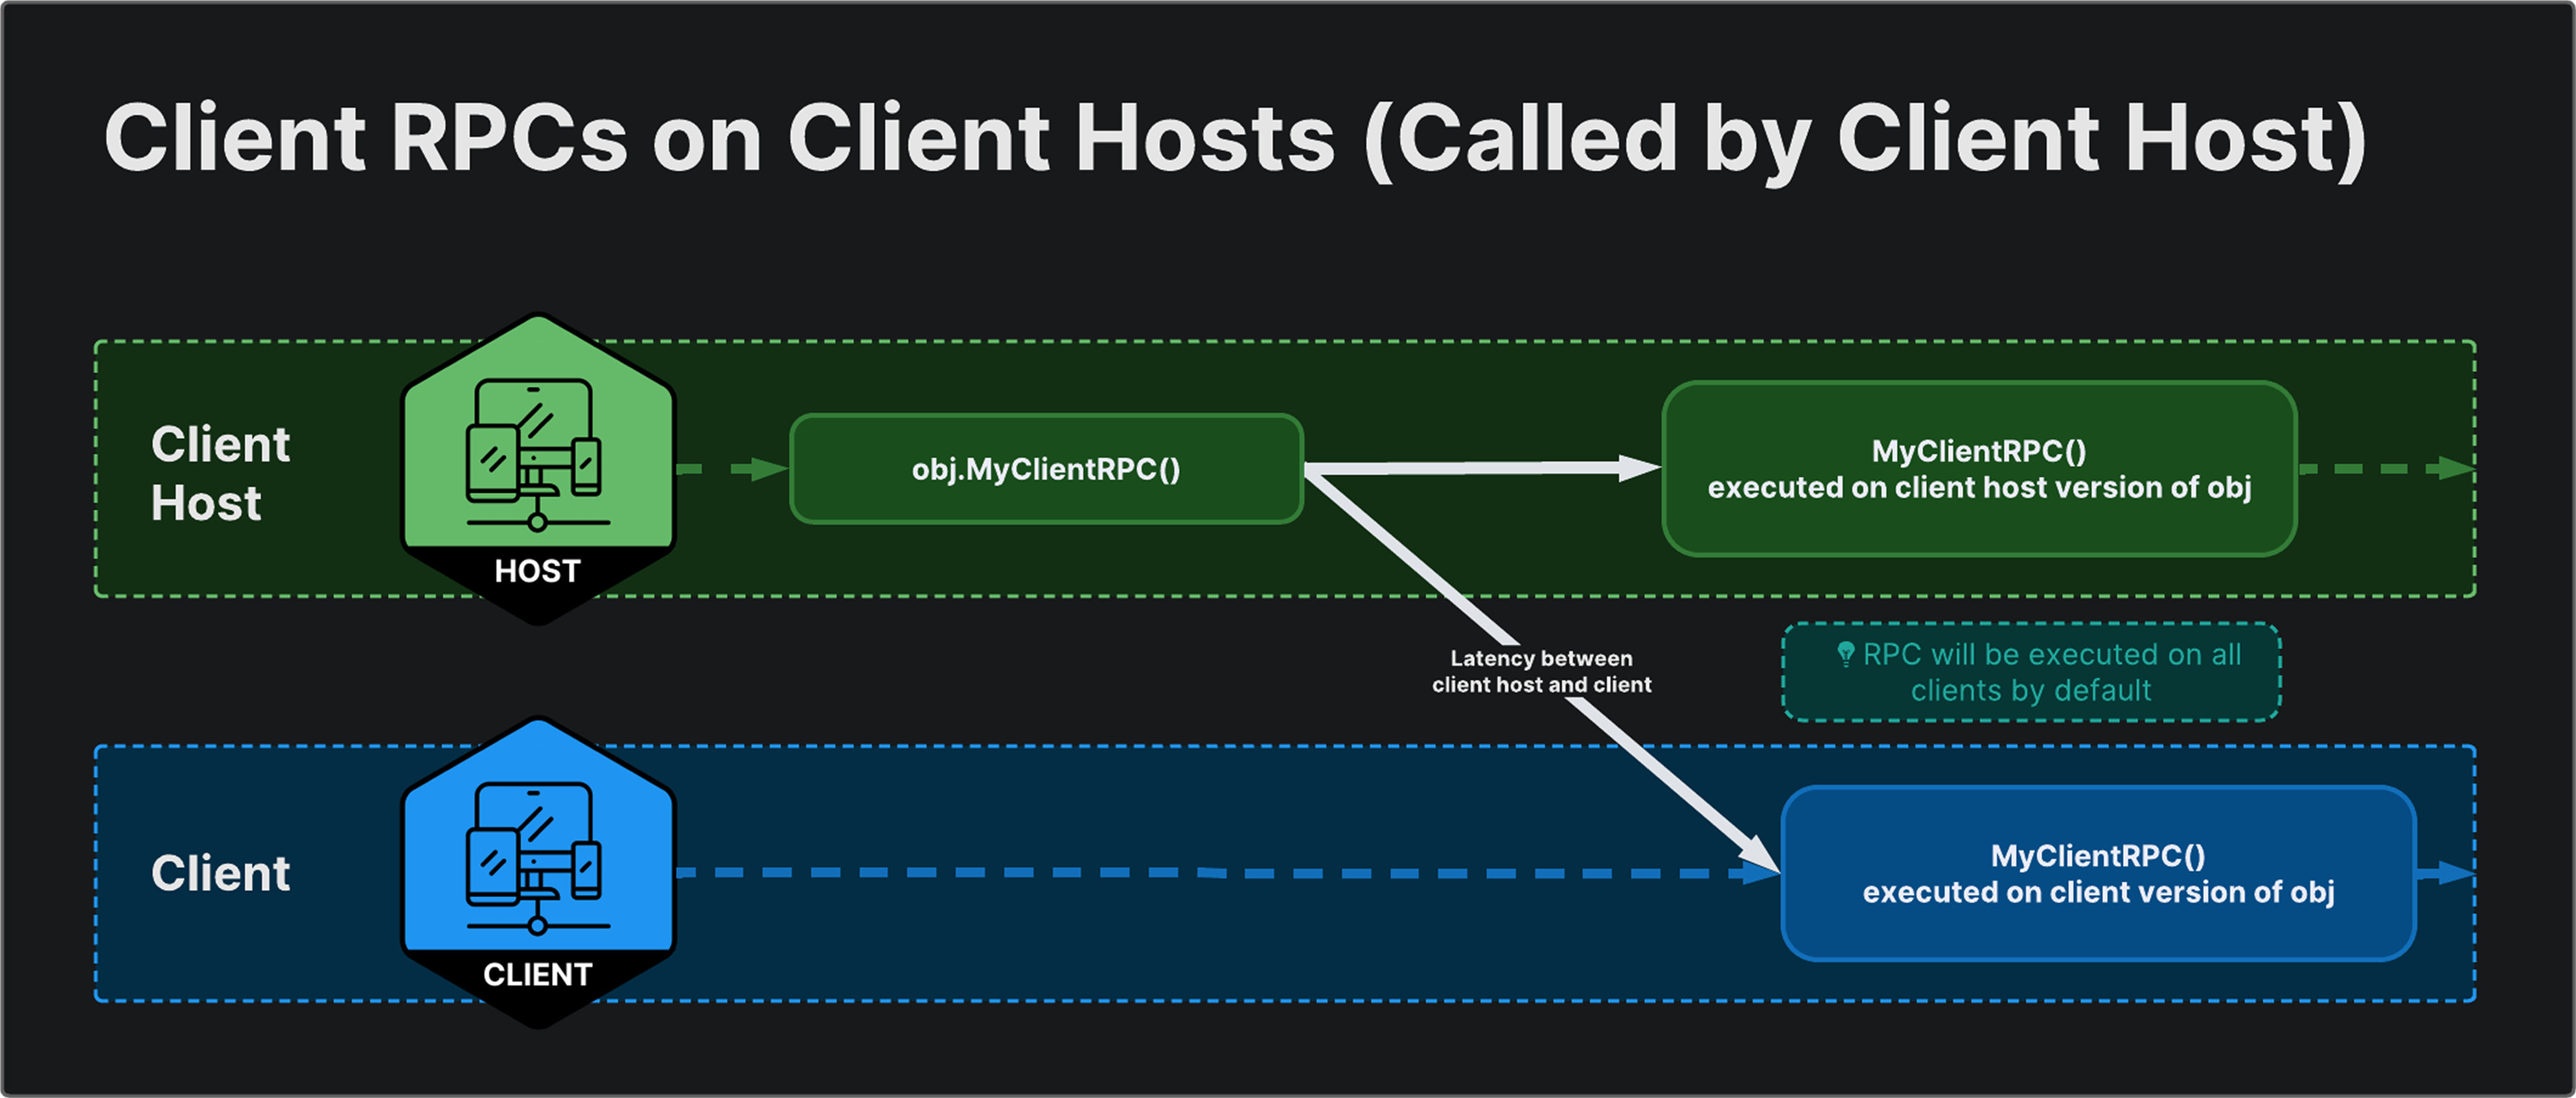 Client RPCs on Client Hosts (Called by Client Host)
Client
Host
HOST
obj.MyClientRPC()
MyClientRPC()
executed on client host version of obj
Latency between
client host and client
RPC will be executed on all
clients by default
Client
CLIENT
MyClientRPC()
executed on client version of obj